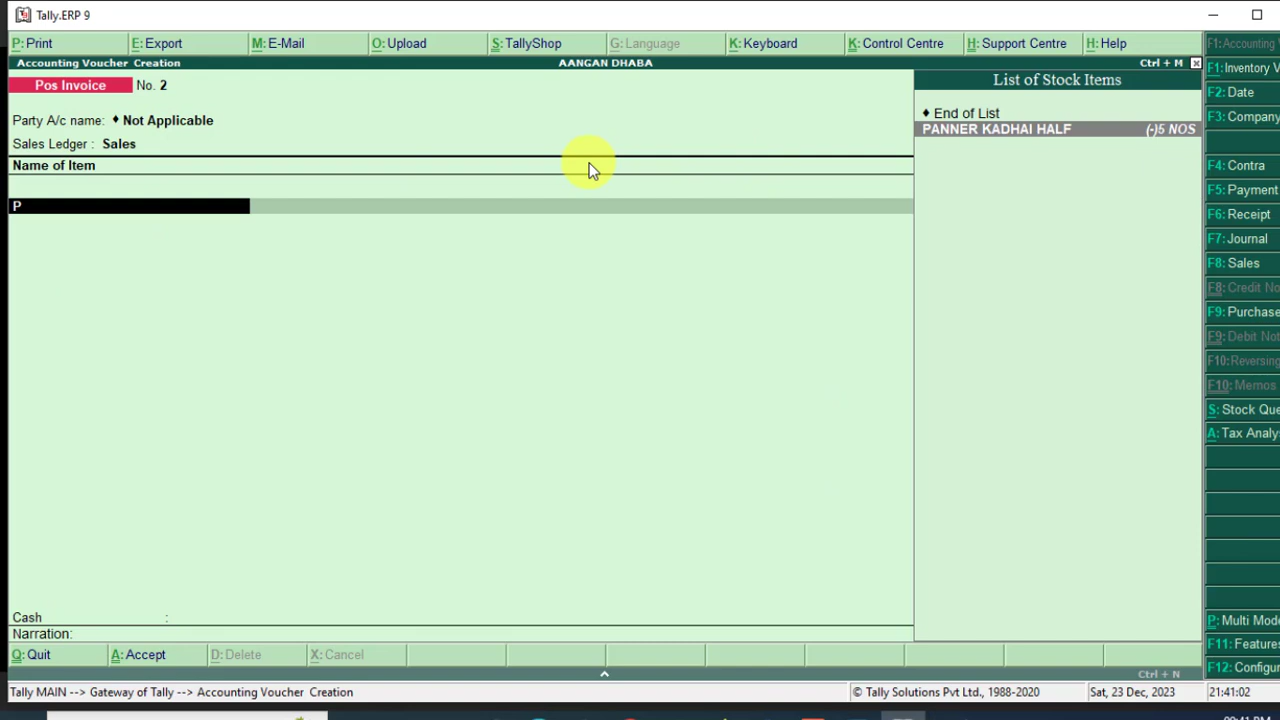 Tally.ERP 9
P: Print E: Export M: E-Mail O: Upload S: TallyShop G: Language K: Keyboard K: Control Centre H: Support Centre H: Help
F1: Accounting
Accounting Voucher Creation AANGAN DHABA Ctrl + M
F1: Inventory V
Pos Invoice No. 2
List of Stock Items
F2: Date
Party A/c name: ♦ Not Applicable
♦ End of List
F3: Company
PANNER KADHAI HALF (-)5 NOS
Sales Ledger : Sales
Name of Item
F4: Contra
F5: Payment
P
F6: Receipt
F7: Journal
F8: Sales
F8: Credit No
F9: Purchase
F9: Debit Not
F10: Reversing
F10: Memos
S: Stock Que
A: Tax Analy
Cash :
P: Multi Mode
Narration:
F11: Feature
Q: Quit A: Accept D: Delete X: Cancel
F12: Configur
Ctrl + N
Tally MAIN --> Gateway of Tally --> Accounting Voucher Creation © Tally Solutions Pvt Ltd., 1988-2020 Sat, 23 Dec, 2023 21:41:02